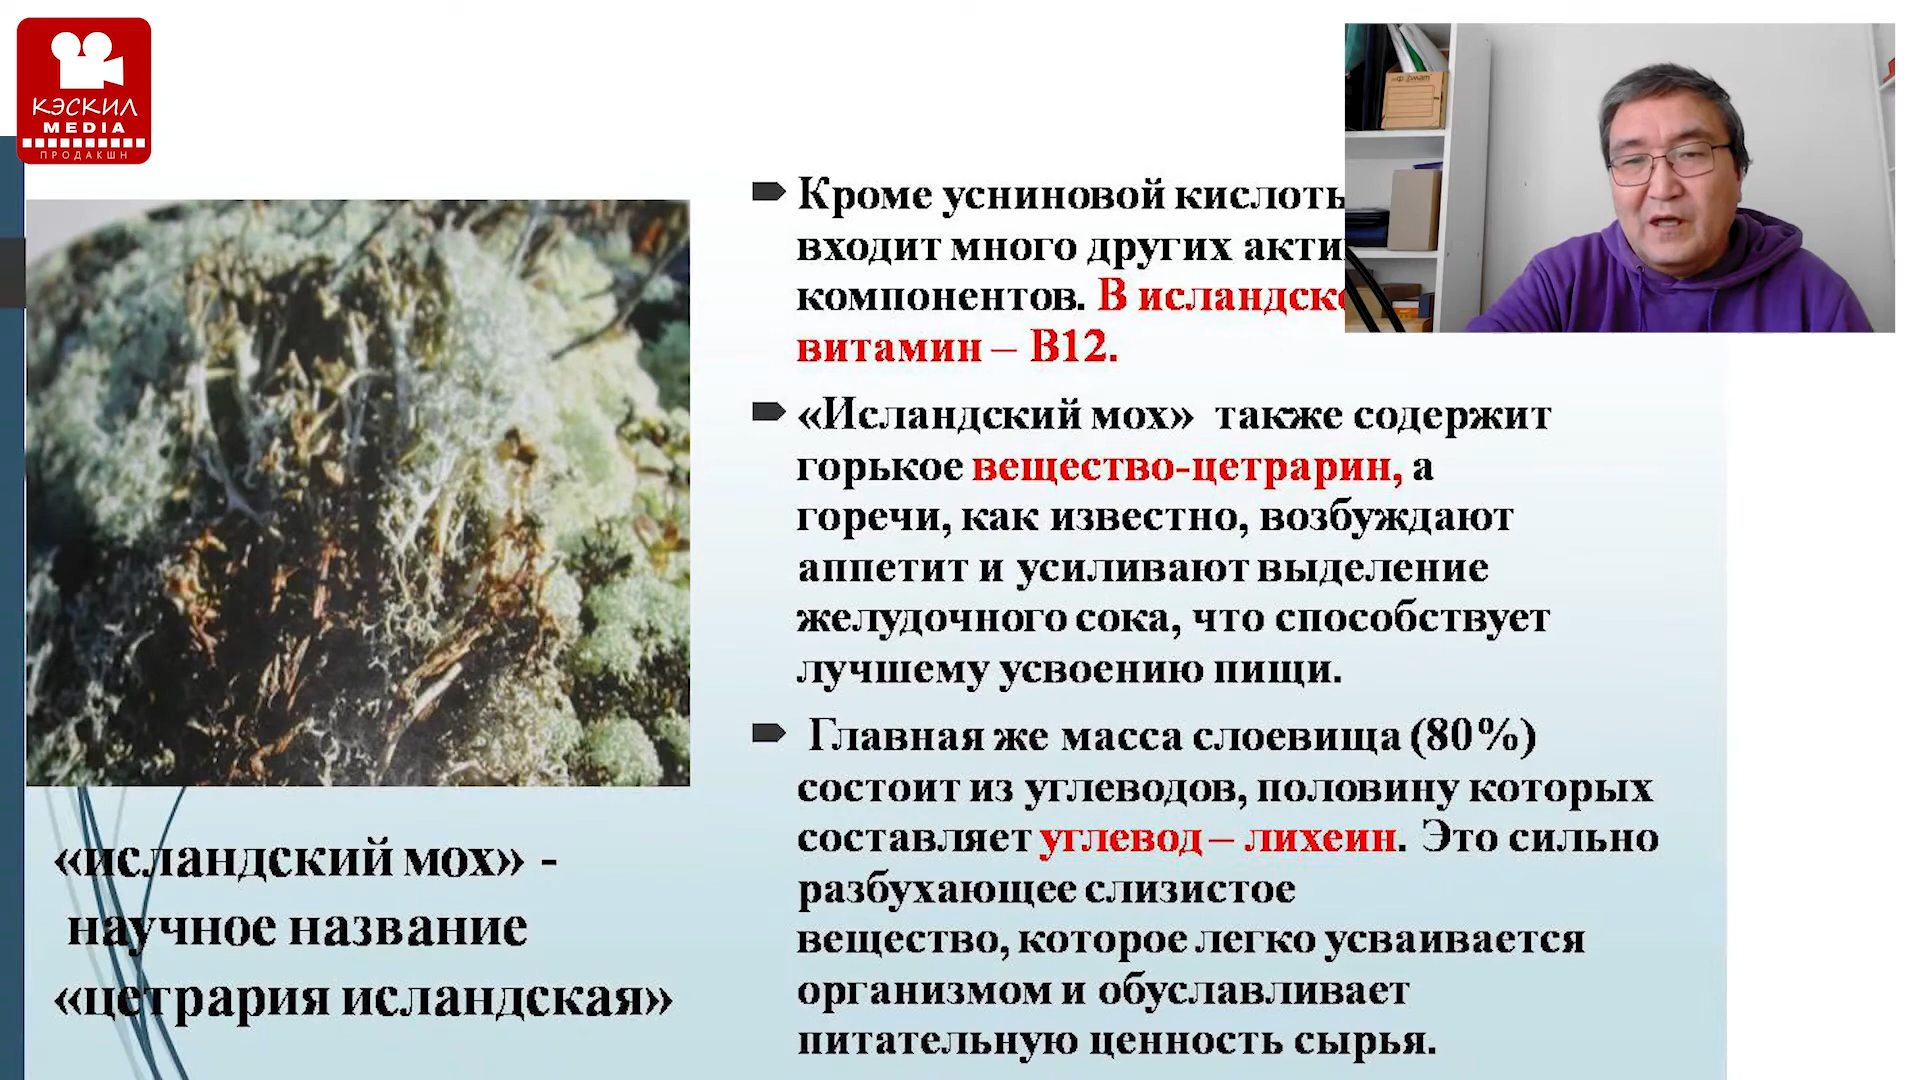 КЭСКИЛ
MEDIA
ПРОДАКШН
Кроме усниновой кислоты
входит много других
компонентов. В
витамин – В12.
«Исландский мох» также содержит
горькое вещество-цетрарин, а
горечи, как известно, возбуждают
аппетит и усиливают выделение
желудочного сока, что способствует
лучшему усвоению пищи.
Главная же масса слоевища (80%)
состоит из углеводов, половину которых
составляет углевод – лихеин. Это сильно
разбухающее слизистое
вещество, которое легко усваивается
организмом и обуславливает
питательную ценность сырья.
«исландский мох» -
научное название
«цетрария исландская»